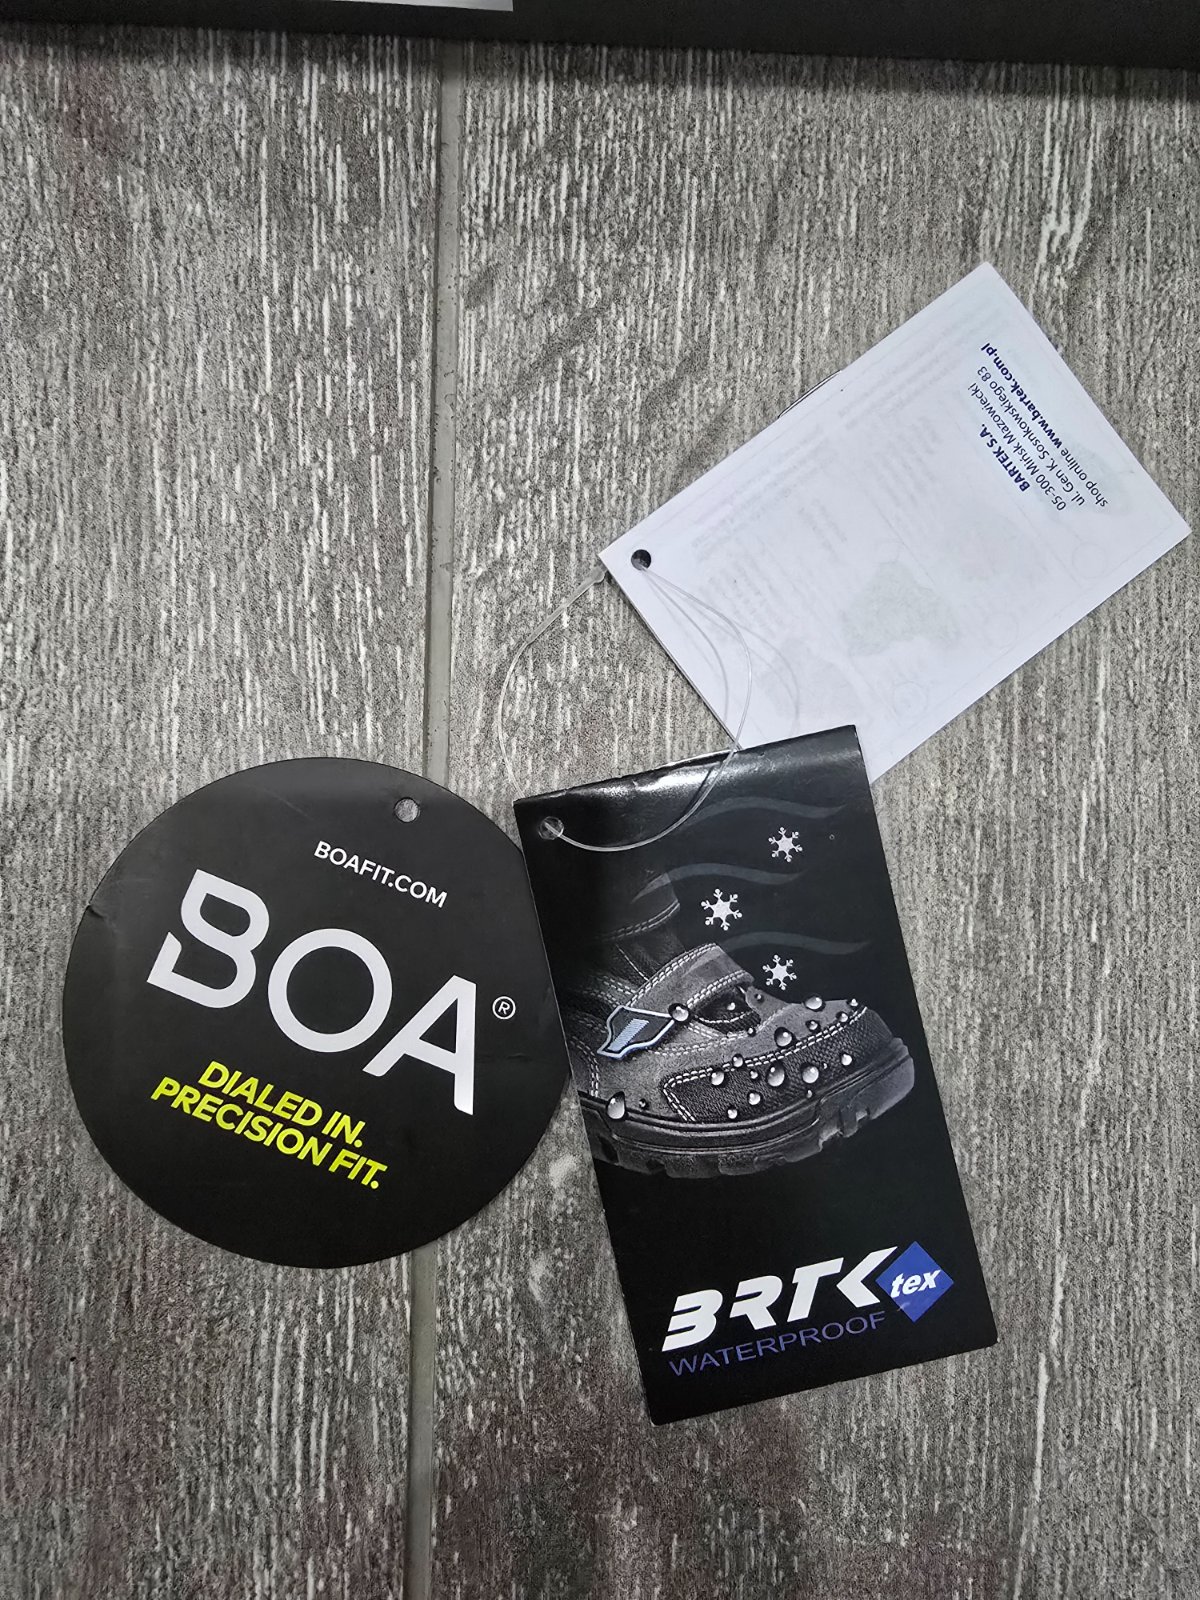 BOAFIT.COM
BOA®
DIALED IN.
PRECISION FIT.
BARTEK S.A.
05-300 Mińsk Mazowiecki
ul. Gen K. Sosnkowskiego 83
shop online www.bartek.com.pl
BRTK tex
WATERPROOF